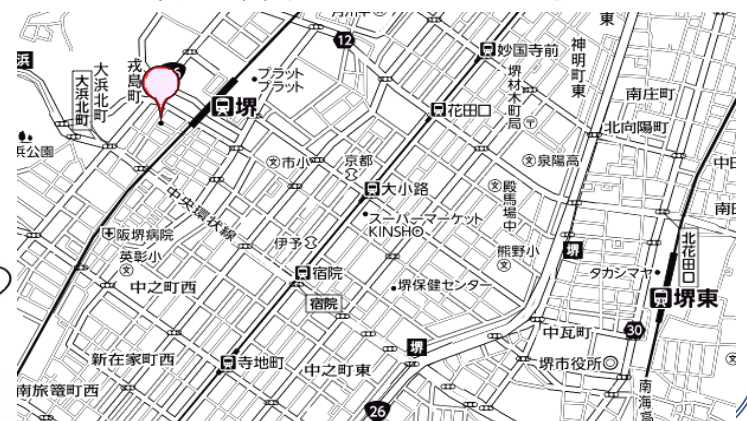 12
妙国寺前
東
神明町東
浜
大浜北町
大浜北町
戎島町
プラット
プラット
堺
堺材木町局
南庄町
花田口
北向陽町
浜公園
市小
京都
泉陽高
中央環状線
大小路
殿馬場中
スーパーマーケット
KINSHO
阪堺病院
伊予
熊野小
堺
北花田口
英彰小
タカシマヤ
宿院
中之町西
堺保健センター
宿院
堺東
中瓦町
30
堺
新在家町西
寺地町
中之町東
堺市役所
南旅篭町西
26
南海高